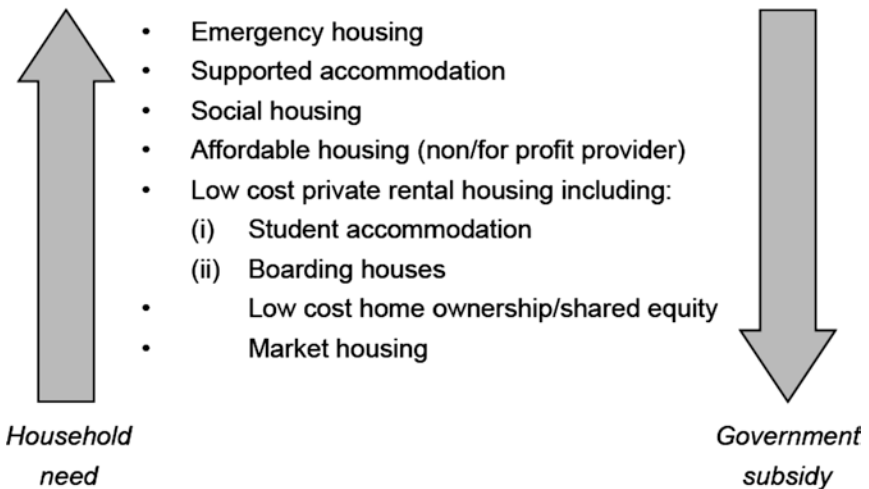 • Emergency housing
• Supported accommodation
• Social housing
• Affordable housing (non/for profit provider)
• Low cost private rental housing including:
(i) Student accommodation
(ii) Boarding houses
• Low cost home ownership/shared equity
• Market housing
Household
need
Government
subsidy